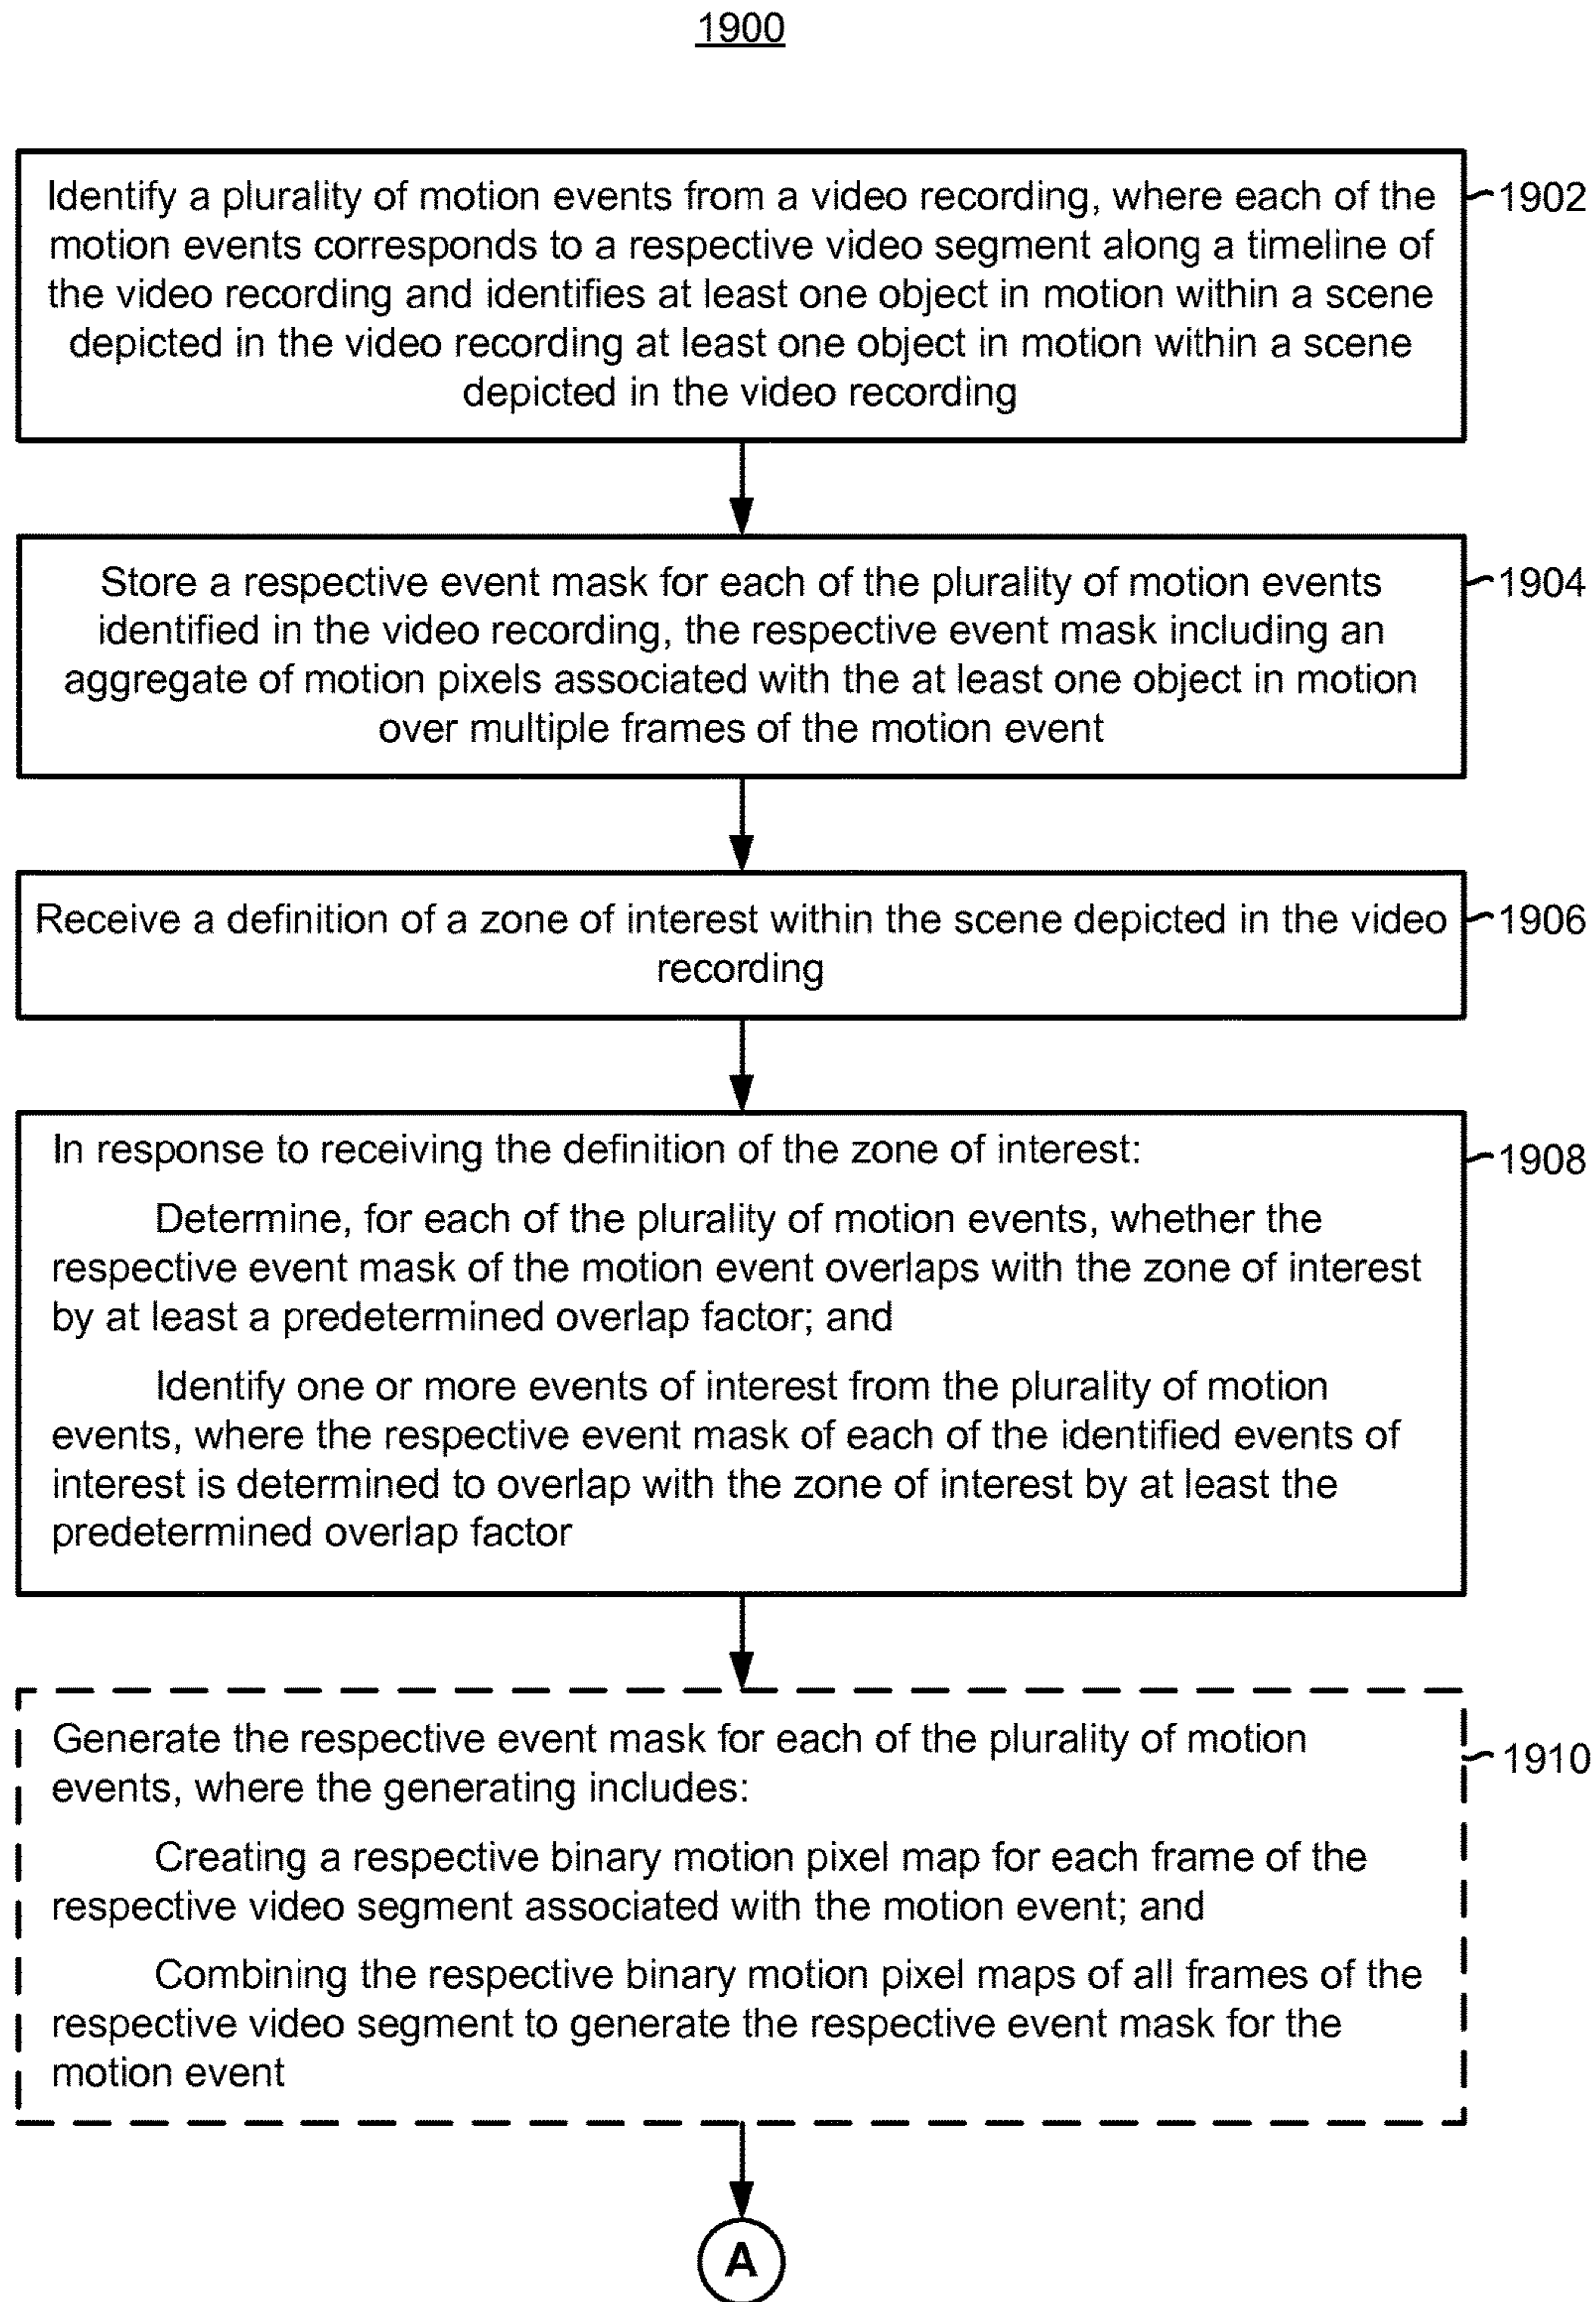 1900
Identify a plurality of motion events from a video recording, where each of the
motion events corresponds to a respective video segment along a timeline of
the video recording and identifies at least one object in motion within a scene
depicted in the video recording at least one object in motion within a scene
depicted in the video recording
1902
Store a respective event mask for each of the plurality of motion events
identified in the video recording, the respective event mask including an
aggregate of motion pixels associated with the at least one object in motion
over multiple frames of the motion event
1904
Receive a definition of a zone of interest within the scene depicted in the video
recording
1906
In response to receiving the definition of the zone of interest:
Determine, for each of the plurality of motion events, whether the
respective event mask of the motion event overlaps with the zone of interest
by at least a predetermined overlap factor; and
Identify one or more events of interest from the plurality of motion
events, where the respective event mask of each of the identified events of
interest is determined to overlap with the zone of interest by at least the
predetermined overlap factor
1908
Generate the respective event mask for each of the plurality of motion
events, where the generating includes:
Creating a respective binary motion pixel map for each frame of the
respective video segment associated with the motion event; and
Combining the respective binary motion pixel maps of all frames of the
respective video segment to generate the respective event mask for the
motion event
1910
A